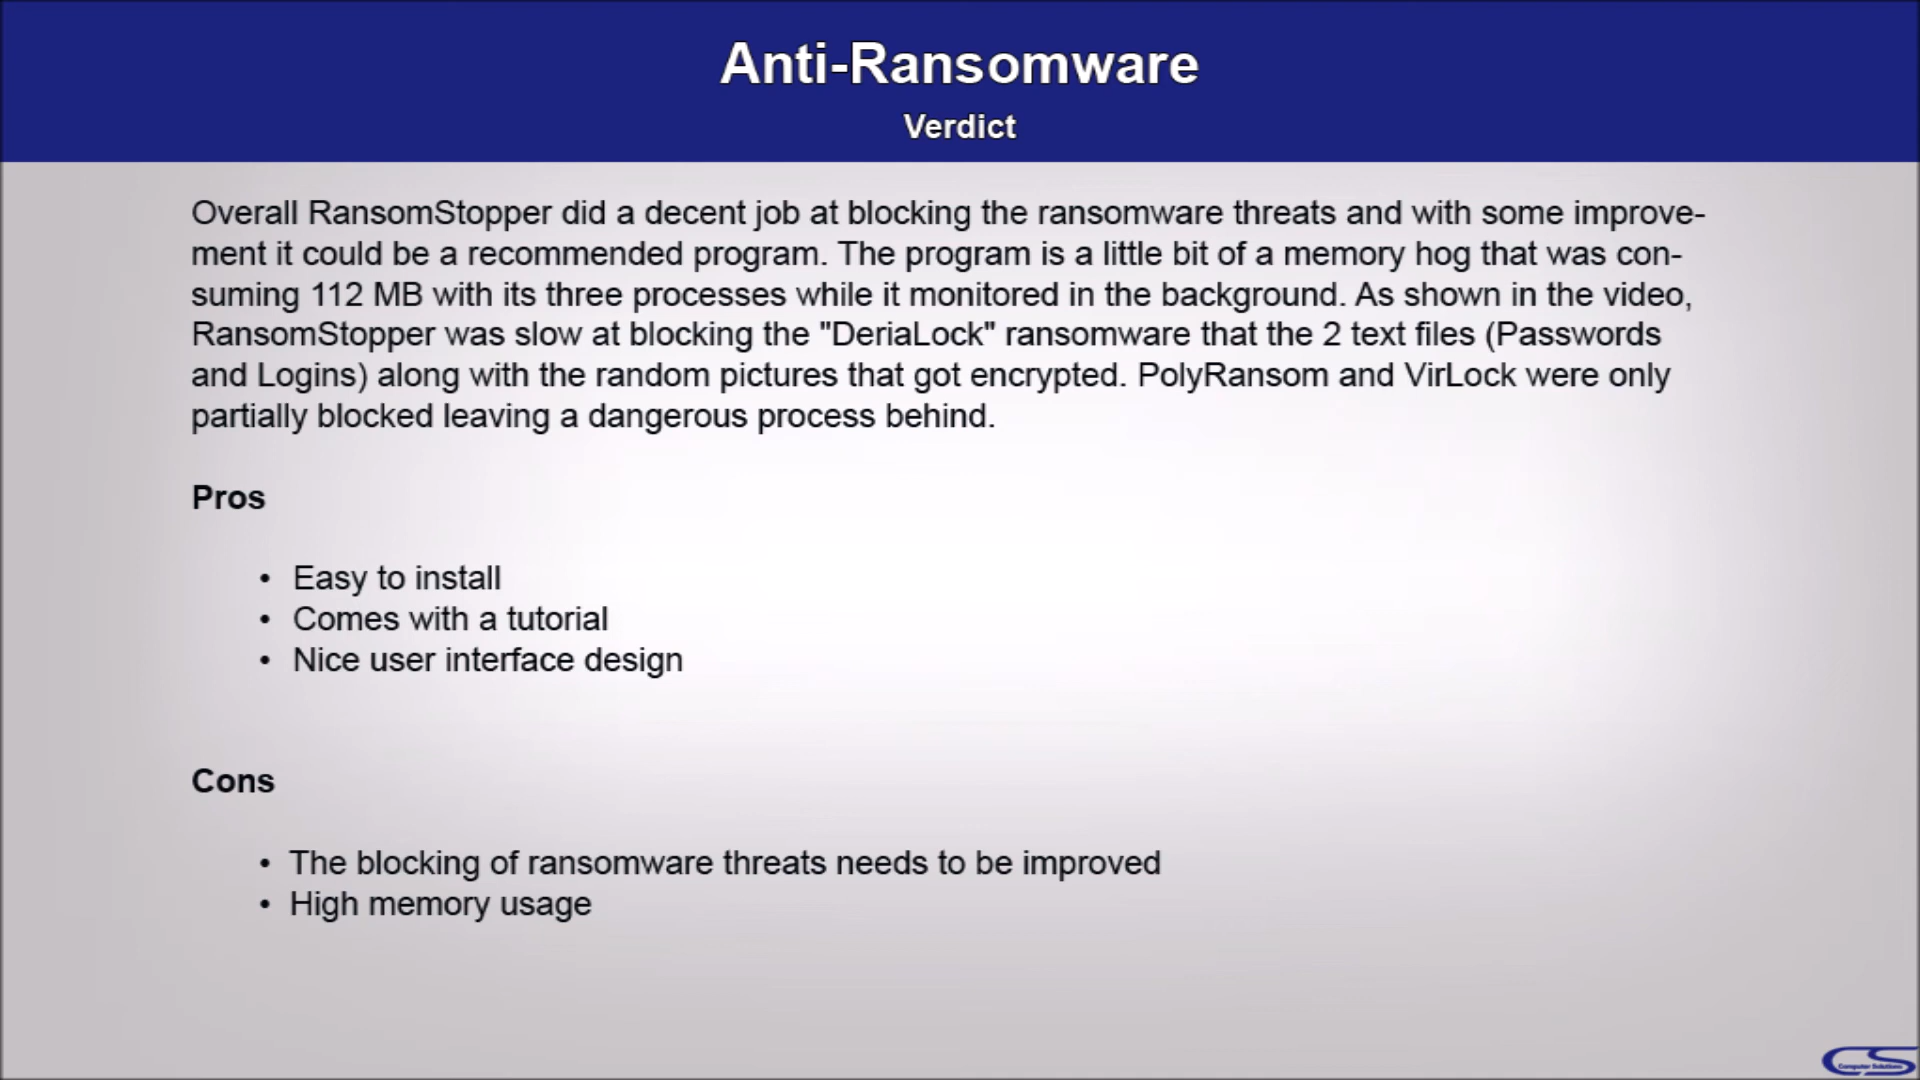 Anti-Ransomware
Verdict
Overall RansomStopper did a decent job at blocking the ransomware threats and with some improve-
ment it could be a recommended program. The program is a little bit of a memory hog that was con-
suming 112 MB with its three processes while it monitored in the background. As shown in the video,
RansomStopper was slow at blocking the "DeriaLock" ransomware that the 2 text files (Passwords
and Logins) along with the random pictures that got encrypted. PolyRansom and VirLock were only
partially blocked leaving a dangerous process behind.
Pros
• Easy to install
• Comes with a tutorial
• Nice user interface design
Cons
• The blocking of ransomware threats needs to be improved
• High memory usage
CS
Computer Solutions